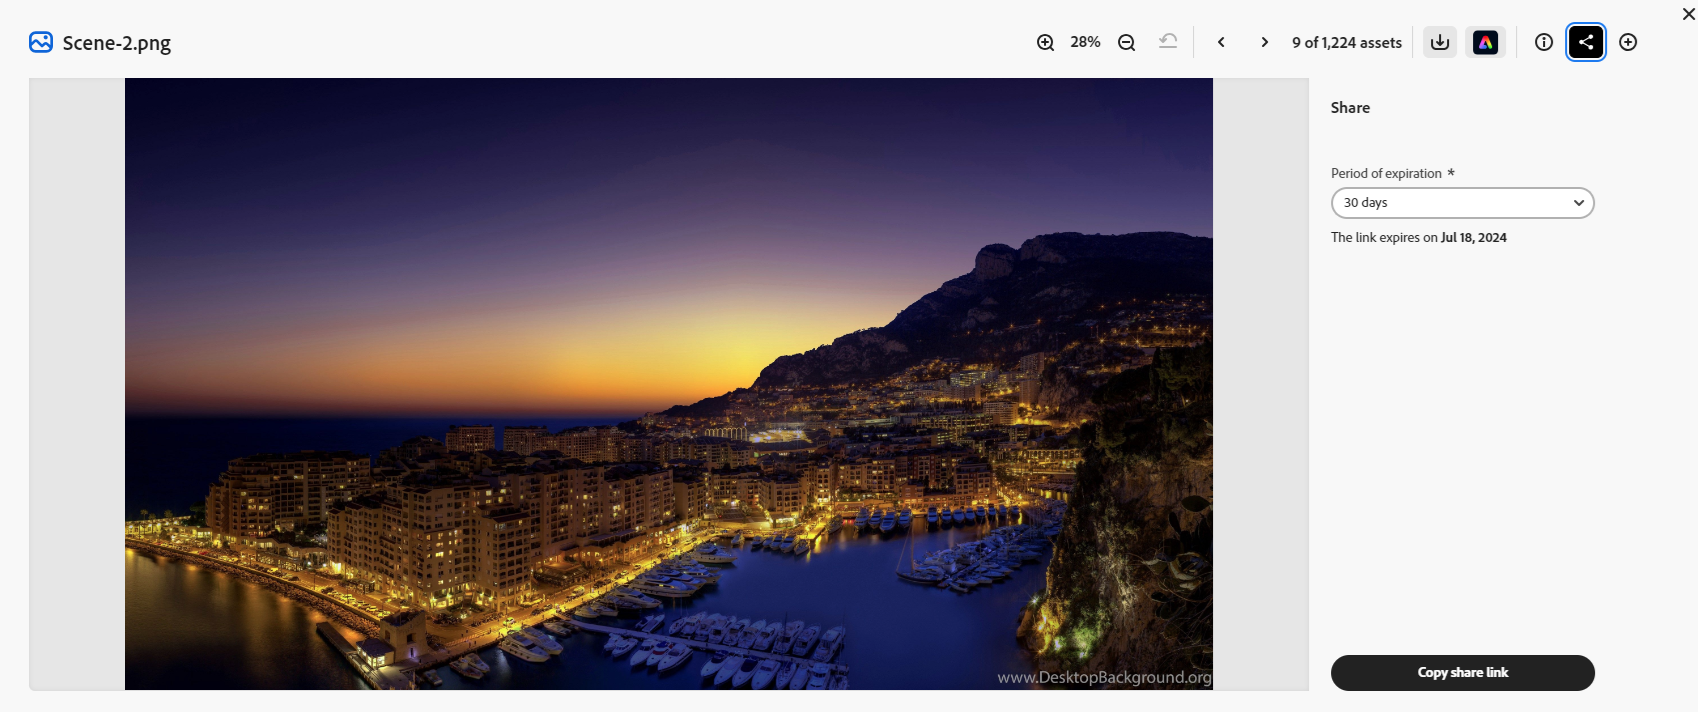 Scene-2.png
28%
9 of 1,224 assets
Share
Period of expiration *
30 days
The link expires on Jul 18, 2024
www.DesktopBackground.org
Copy share link